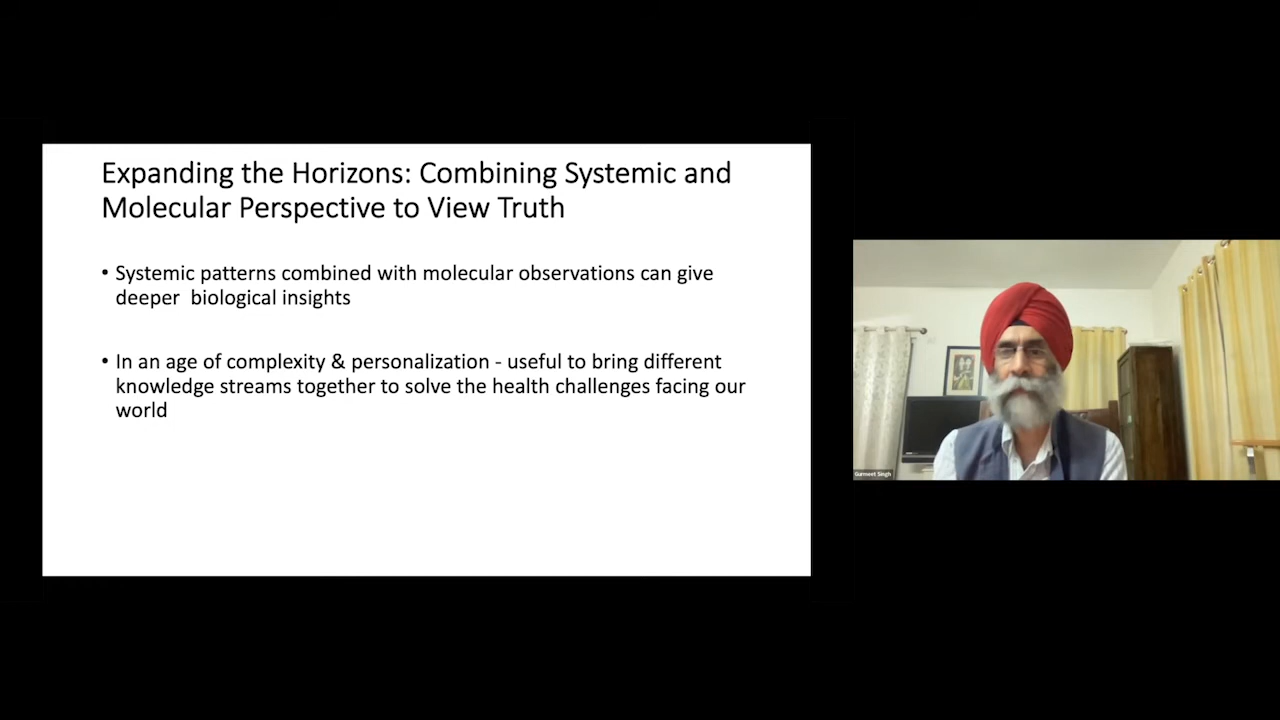 Expanding the Horizons: Combining Systemic and
Molecular Perspective to View Truth
• Systemic patterns combined with molecular observations can give
deeper  biological insights
• In an age of complexity & personalization - useful to bring different
knowledge streams together to solve the health challenges facing our
world
Gurmeet Singh